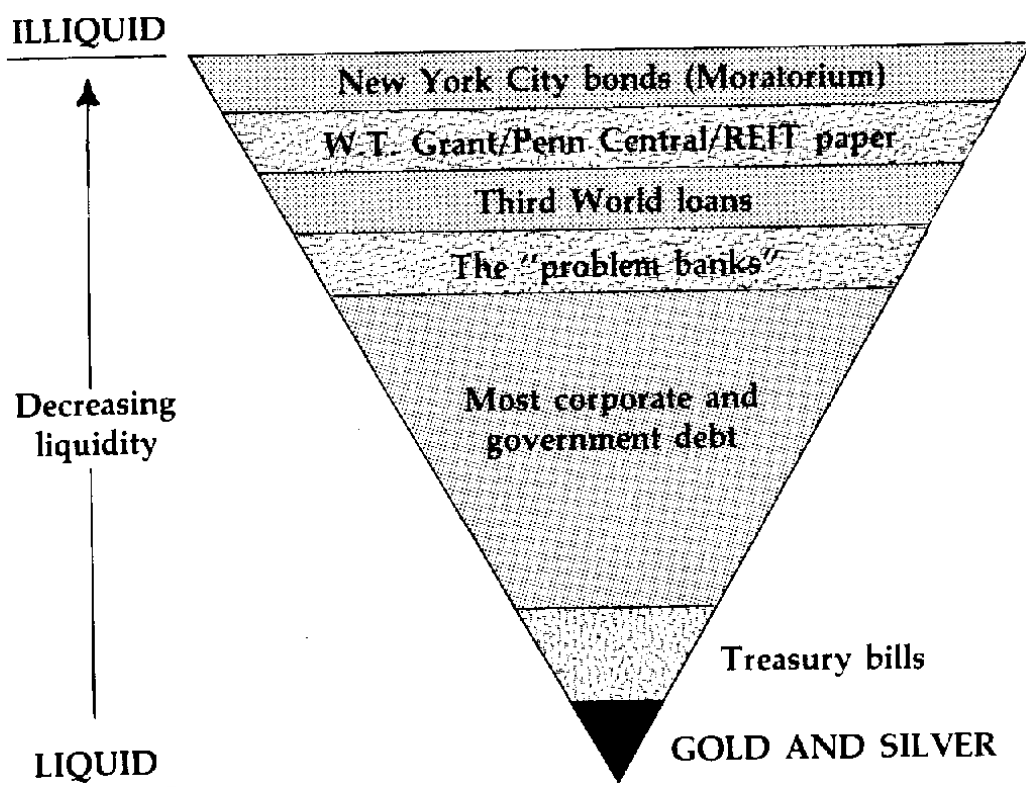 ILLIQUID
New York City bonds (Moratorium)
W.T. Grant/Penn Central/REIT paper
Third World loans
The "problem banks"
Most corporate and
government debt
Decreasing
liquidity
Treasury bills
GOLD AND SILVER
LIQUID